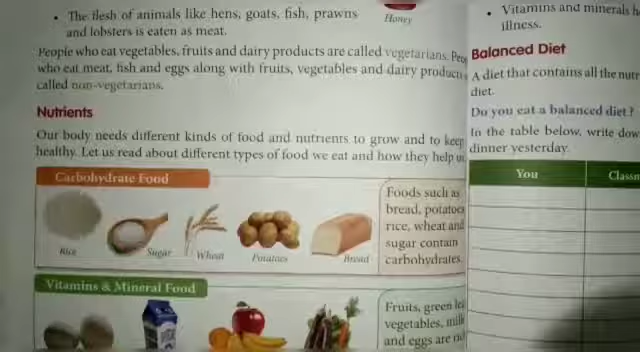 • The flesh of animals like hens, goats, fish, prawns
and lobsters is eaten as meat.
Honey
People who eat vegetables, fruits and dairy products are called vegetarians.
who eat meat, fish and eggs along with fruits, vegetables and dairy products
called non-vegetarians.
Nutrients
Our body needs different kinds of food and nutrients to grow and to keep
healthy. Let us read about different types of food we eat and how they help
Carbohydrate Food
Rice
Sugar
Wheat
Potatoes
Bread
Foods such as
bread, potatoes
rice, wheat and
sugar contain
carbohydrates.
Vitamins & Mineral Food
Fruits, green
vegetables, milk
and eggs are
• Vitamins and minerals
illness.
Balanced Diet
A diet that contains all the
diet.
Do you eat a balanced diet?
In the table below, write
dinner yesterday.
You